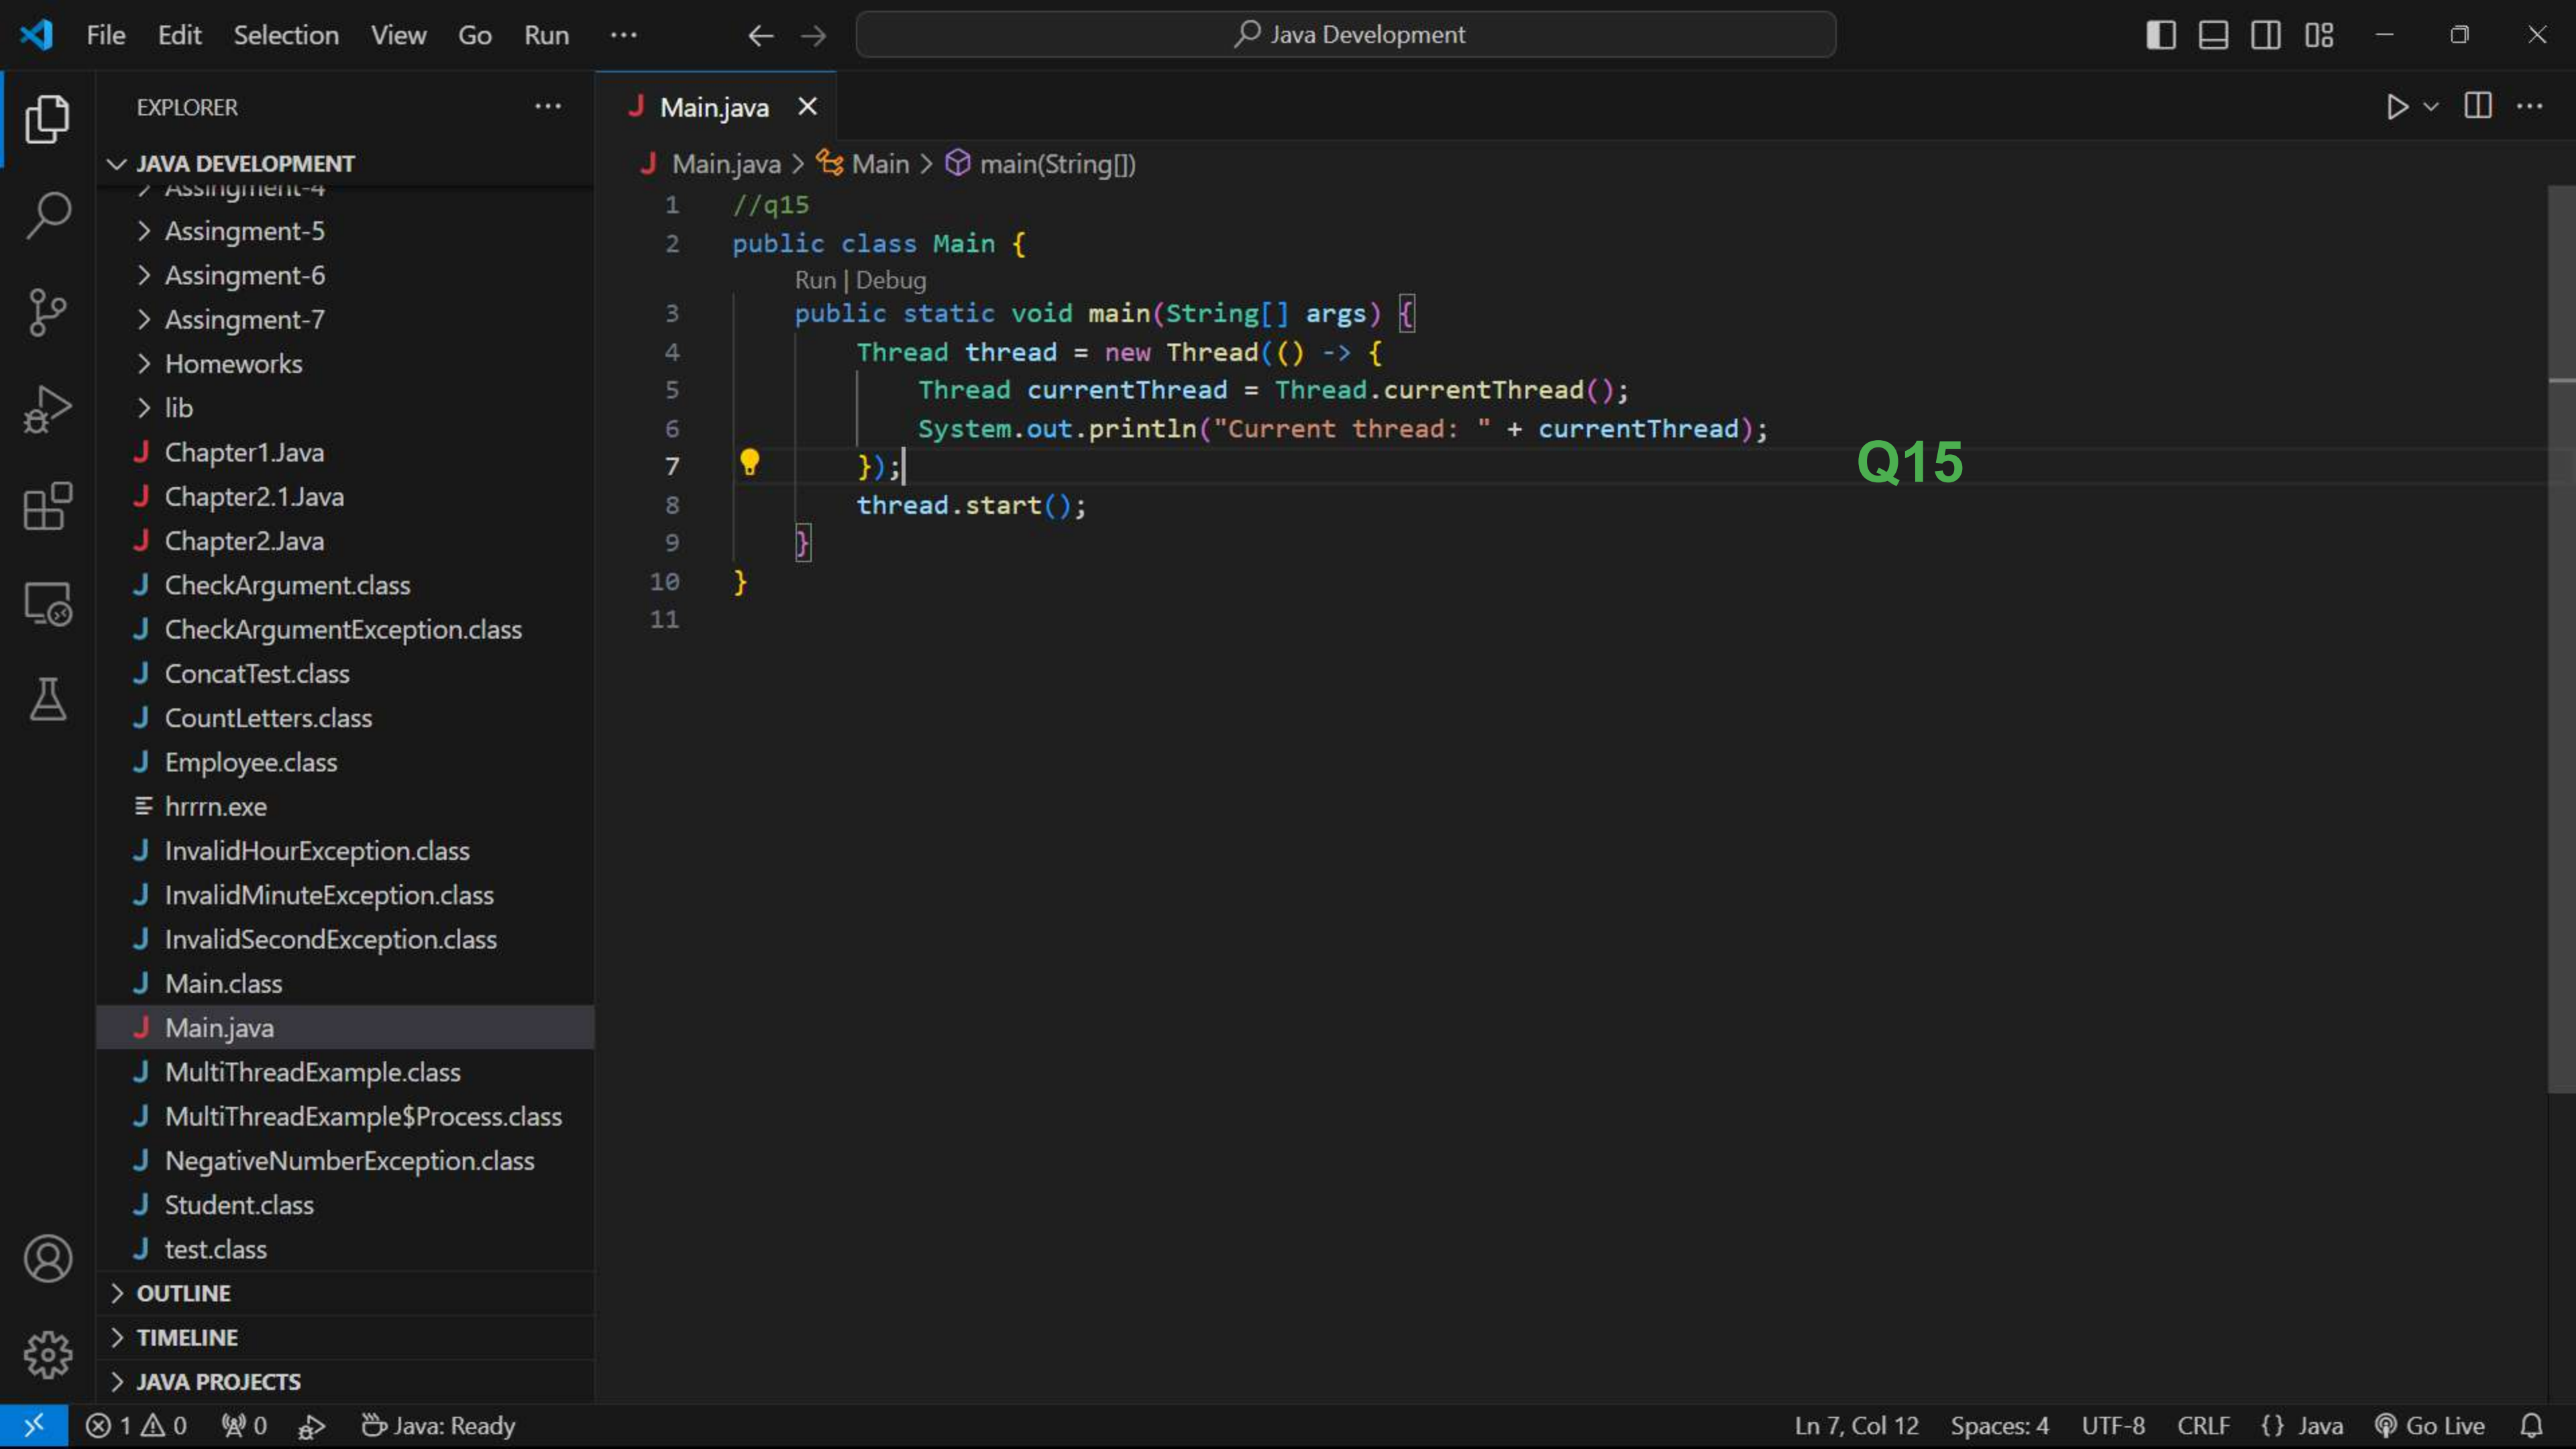 File Edit Selection View Go Run ··· Java Development
EXPLORER ···
JAVA DEVELOPMENT
Assingment-4
Assingment-5
Assingment-6
Assingment-7
Homeworks
lib
Chapter1.Java
Chapter2.1.Java
Chapter2.Java
CheckArgument.class
CheckArgumentException.class
ConcatTest.class
CountLetters.class
Employee.class
hrrrn.exe
InvalidHourException.class
InvalidMinuteException.class
InvalidSecondException.class
Main.class
Main.java
MultiThreadExample.class
MultiThreadExample$Process.class
NegativeNumberException.class
Student.class
test.class
OUTLINE
TIMELINE
JAVA PROJECTS
Main.java
Main.java > Main > main(String[])
1 //q15
2 public class Main {
Run | Debug
3 public static void main(String[] args) {
4 Thread thread = new Thread(() -> {
5 Thread currentThread = Thread.currentThread();
6 System.out.println("Current thread: " + currentThread);
7 });
8 thread.start();
9 }
10 }
11
Q15
1 0 0 Java: Ready Ln 7, Col 12 Spaces: 4 UTF-8 CRLF {} Java Go Live